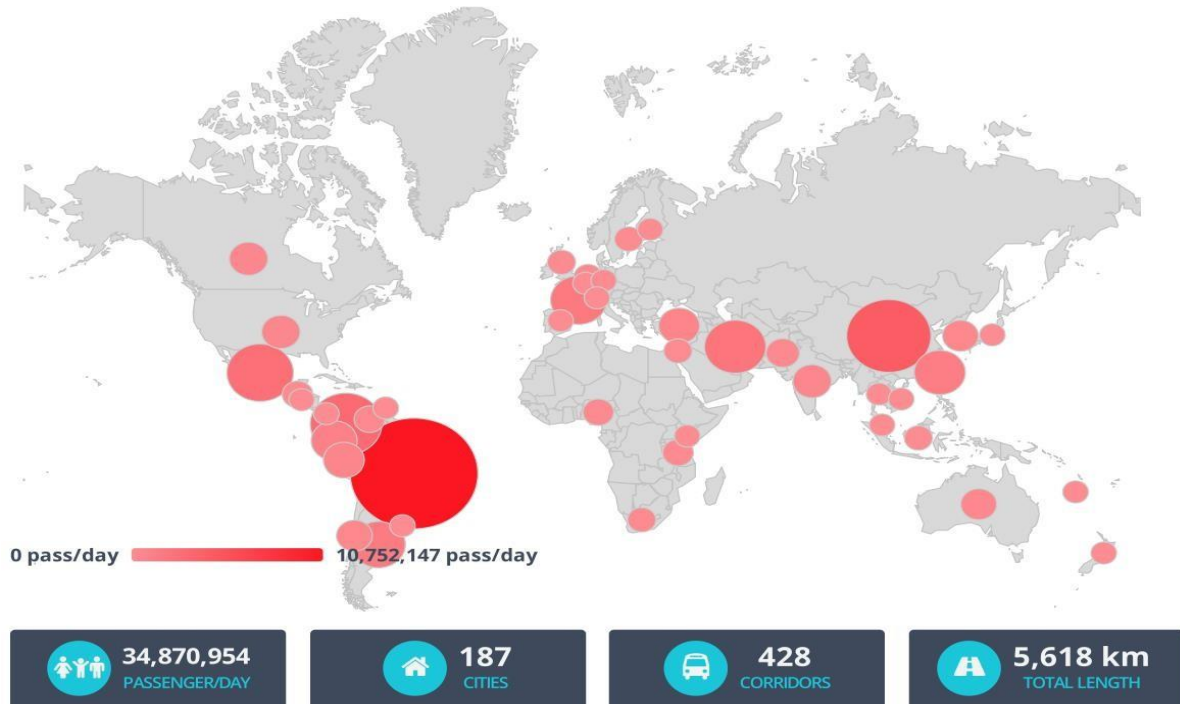 0 pass/day
10,752,147 pass/day
34,870,954
PASSENGER/DAY
187
CITIES
428
CORRIDORS
5,618 km
TOTAL LENGTH